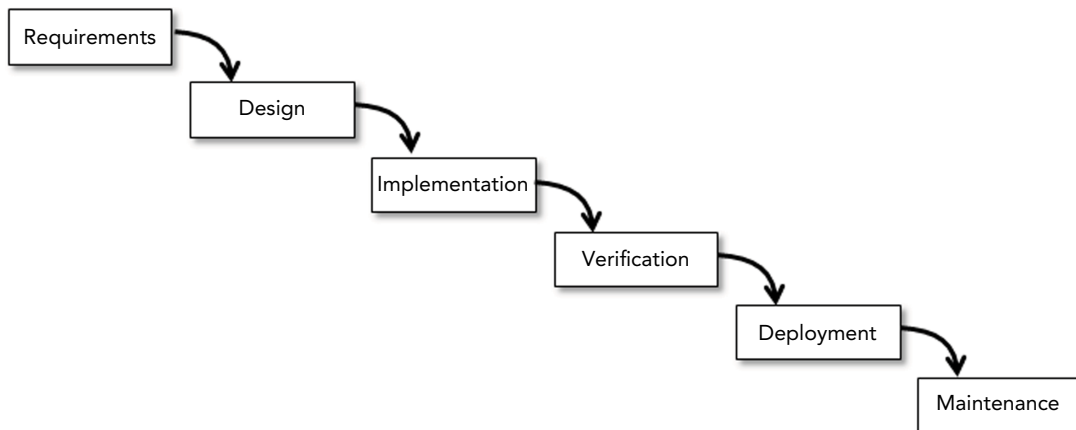 Requirements
Design
Implementation
Verification
Deployment
Maintenance